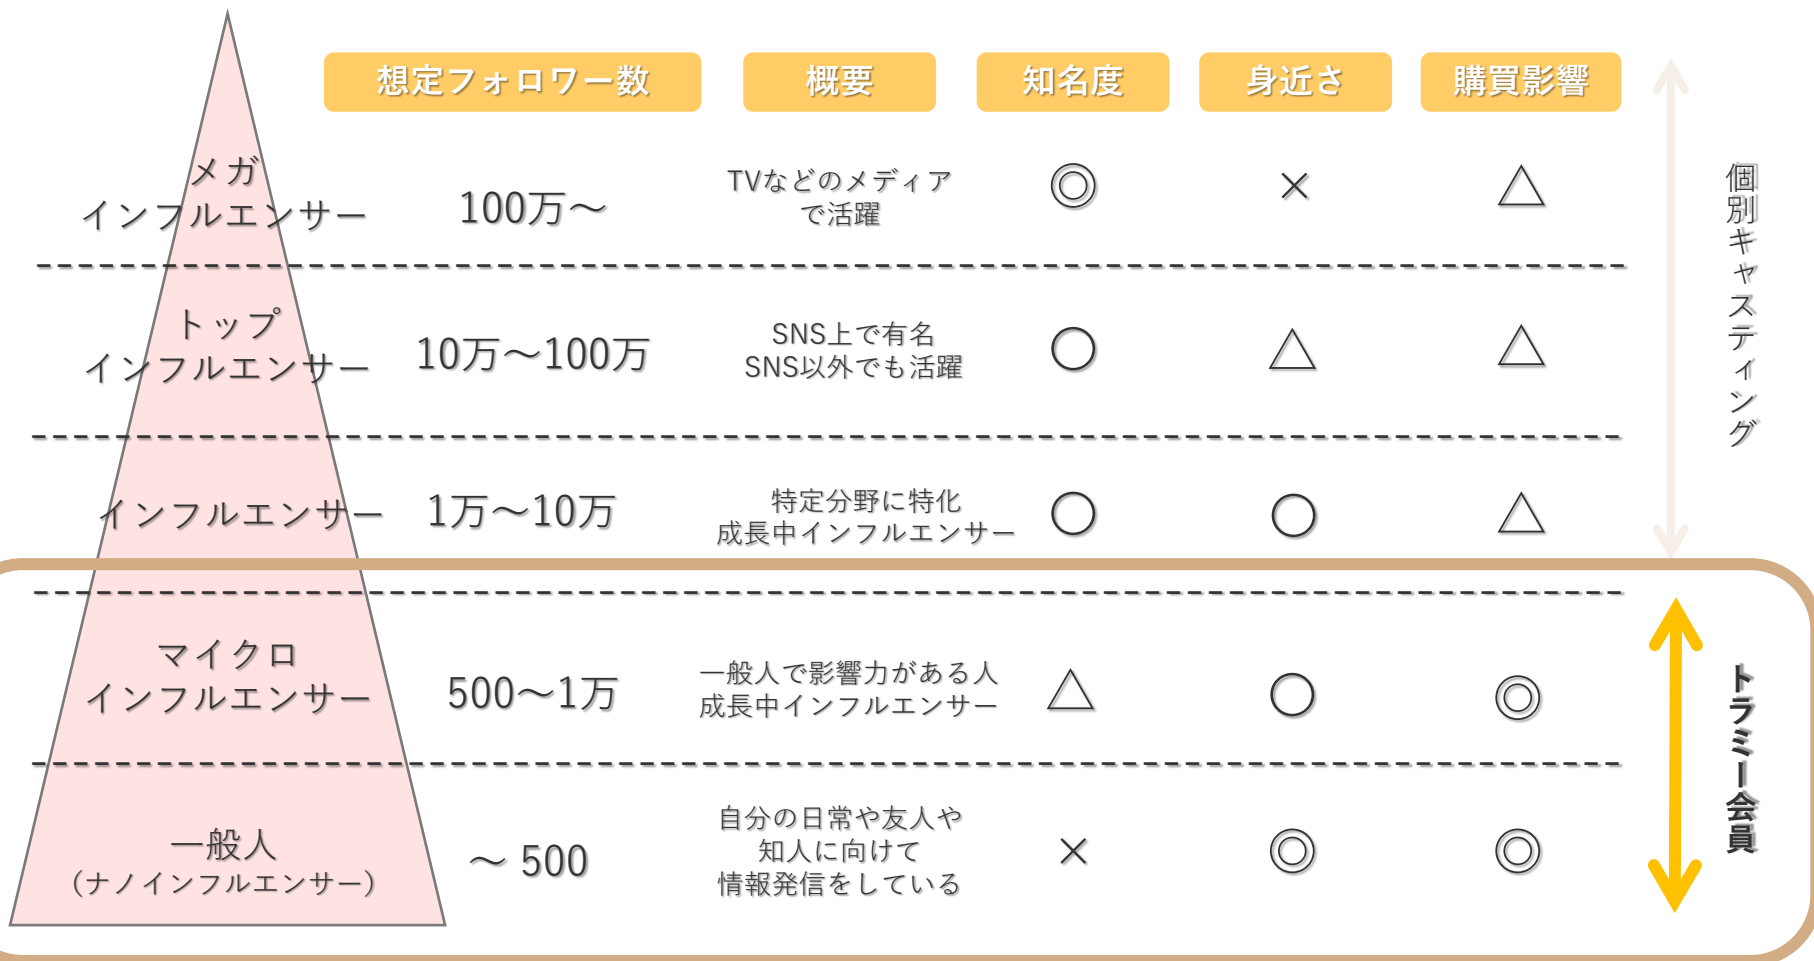 想定フォロワー数 概要 知名度 身近さ 購買影響
メガ
インフルエンサー
100万〜
TVなどのメディア
で活躍
◎ × △
トップ
インフルエンサー
10万〜100万
SNS上で有名
SNS以外でも活躍
○ △ △
インフルエンサー
1万〜10万
特定分野に特化
成長中インフルエンサー
○ ○ △
個別キャスティング
マイクロ
インフルエンサー
500〜1万
一般人で影響力がある人
成長中インフルエンサー
△ ○ ◎
一般人
（ナノインフルエンサー）
〜 500
自分の日常や友人や
知人に向けて
情報発信をしている
× ◎ ◎
トラミー会員